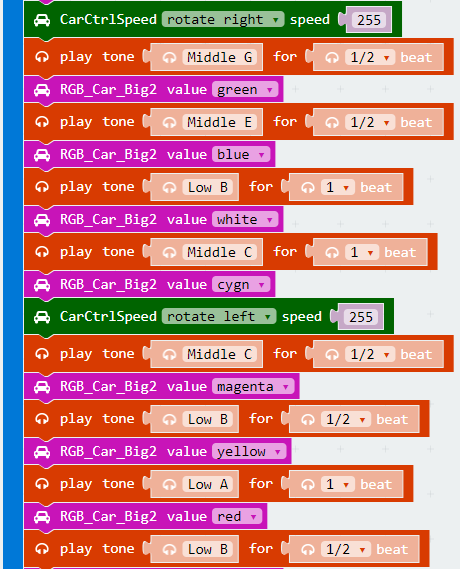 CarCtrlSpeed rotate right speed 255
play tone Middle G for 1/2 beat
RGB_Car_Big2 value green
play tone Middle E for 1/2 beat
RGB_Car_Big2 value blue
play tone Low B for 1 beat
RGB_Car_Big2 value white
play tone Middle C for 1 beat
RGB_Car_Big2 value cygn
CarCtrlSpeed rotate left speed 255
play tone Middle C for 1/2 beat
RGB_Car_Big2 value magenta
play tone Low B for 1/2 beat
RGB_Car_Big2 value yellow
play tone Low A for 1 beat
RGB_Car_Big2 value red
play tone Low B for 1/2 beat